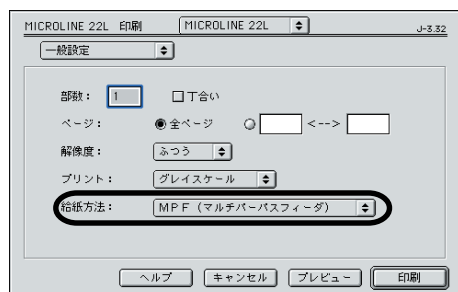 MICROLINE 22L 印刷 MICROLINE 22L J-3.32
一般設定
部数： 1 丁合い
ページ： 全ページ <-->
解像度： ふつう
プリント： グレイスケール
給紙方法： MPF（マルチパーパスフィーダ）
ヘルプ キャンセル プレビュー 印刷